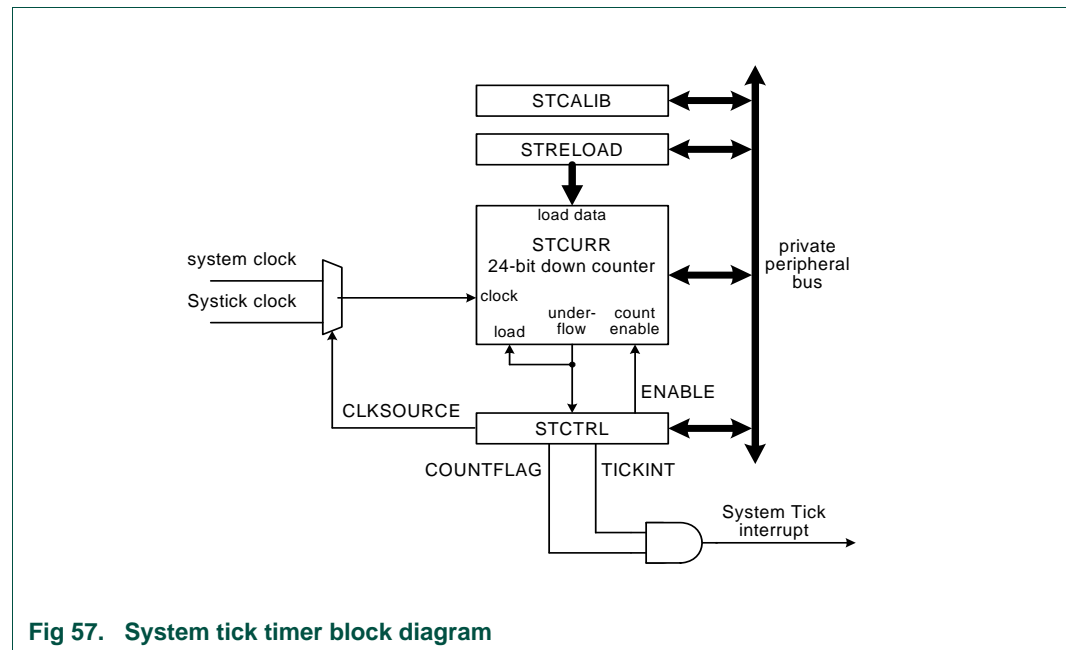 STCALIB
STRELOAD
load data
STCURR
24-bit down counter
private
peripheral
bus
system clock
Systick clock
clock
load
under-
flow
count
enable
ENABLE
CLKSOURCE
STCTRL
COUNTFLAG
TICKINT
System Tick
interrupt
Fig 57. System tick timer block diagram